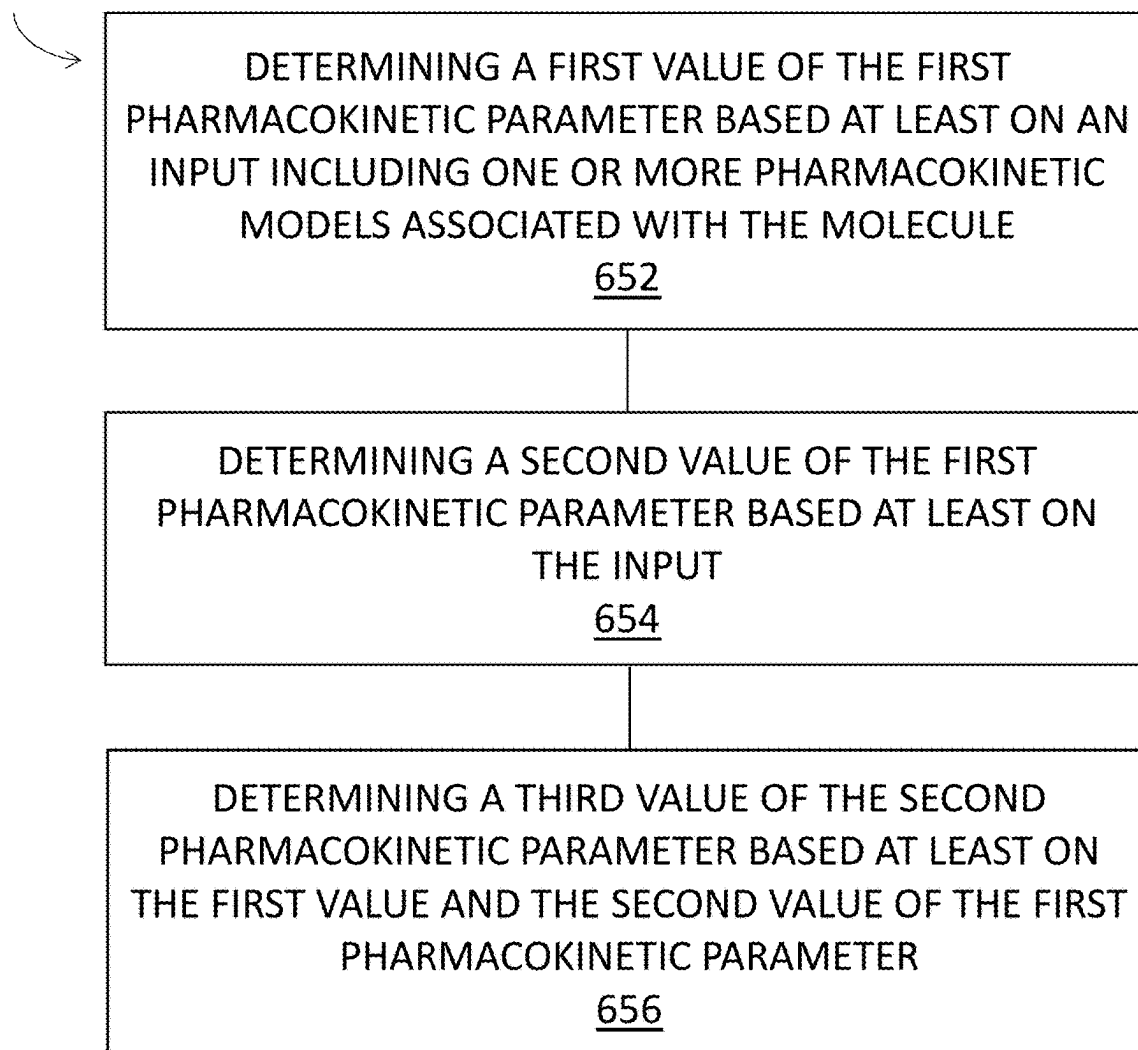 DETERMINING A FIRST VALUE OF THE FIRST
PHARMACOKINETIC PARAMETER BASED AT LEAST ON AN
INPUT INCLUDING ONE OR MORE PHARMACOKINETIC
MODELS ASSOCIATED WITH THE MOLECULE
652
DETERMINING A SECOND VALUE OF THE FIRST
PHARMACOKINETIC PARAMETER BASED AT LEAST ON
THE INPUT
654
DETERMINING A THIRD VALUE OF THE SECOND
PHARMACOKINETIC PARAMETER BASED AT LEAST ON
THE FIRST VALUE AND THE SECOND VALUE OF THE FIRST
PHARMACOKINETIC PARAMETER
656